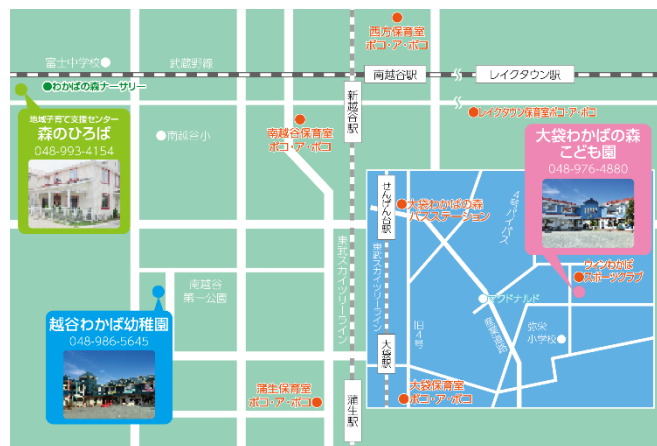 西方保育室
ポコ・ア・ポコ
富士中学校
武蔵野線
南越谷駅
レイクタウン駅
わかばの森ナーサリー
新越谷駅
地域子育て支援センター
森のひろば
048-993-4154
南越谷小
南越谷保育室
ポコ・ア・ポコ
レイクタウン保育室ポコ・ア・ポコ
大袋わかばの森
こども園
048-976-4880
せんげん台駅
大袋わかばの森
バスステーション
4号バイパス
東武スカイツリーライン
東武スカイツリーライン
ウィンわかば
スポーツクラブ
南越谷
第一公園
マクドナルド
旧4号
弥栄
小学校
越谷わかば幼稚園
048-986-5645
大袋駅
蒲生保育室
ポコ・ア・ポコ
蒲生駅
大袋保育室
ポコ・ア・ポコ